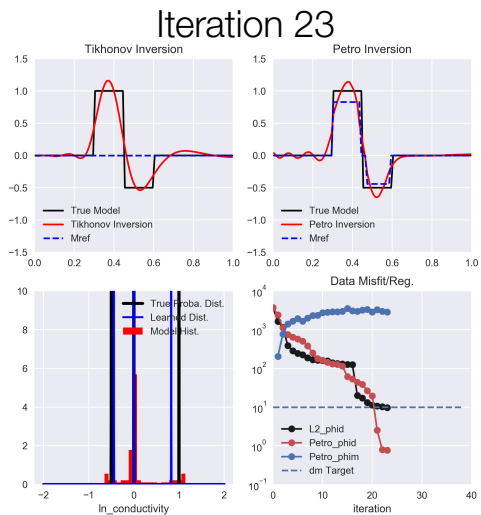 Iteration 23
Tikhonov Inversion
Petro Inversion
1.5
1.0
0.5
0.0
−0.5
−1.0
−1.5
True Model
Tikhonov Inversion
Mref
0.0 0.2 0.4 0.6 0.8 1.0
1.5
1.0
0.5
0.0
−0.5
−1.0
−1.5
True Model
Petro Inversion
Mref
0.0 0.2 0.4 0.6 0.8 1.0
10
8
6
4
2
0
True Proba. Dist.
Learned Dist.
Model Hist.
−2 −1 0 1 2
ln_conductivity
Data Misfit/Reg.
10^4
10^3
10^2
10^1
10^0
10^−1
L2_phid
Petro_phid
Petro_phim
dm Target
0 10 20 30 40
iteration